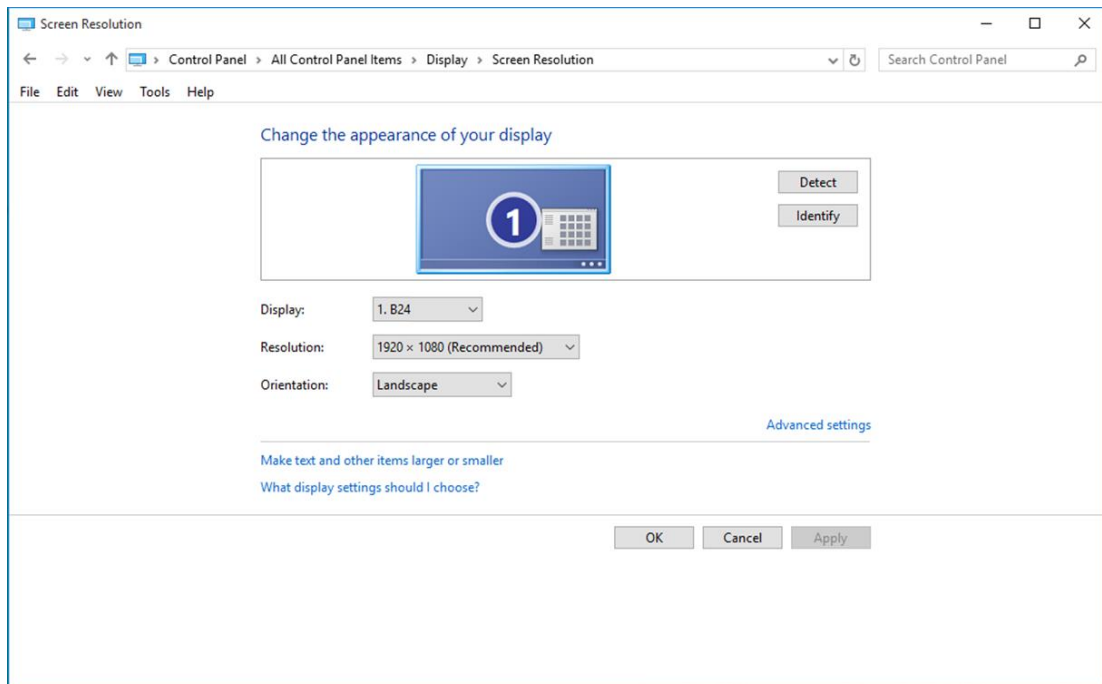 Screen Resolution
Control Panel > All Control Panel Items > Display > Screen Resolution
Search Control Panel
File Edit View Tools Help
Change the appearance of your display
1
Detect
Identify
Display: 1. B24
Resolution: 1920 × 1080 (Recommended)
Orientation: Landscape
Advanced settings
Make text and other items larger or smaller
What display settings should I choose?
OK Cancel Apply